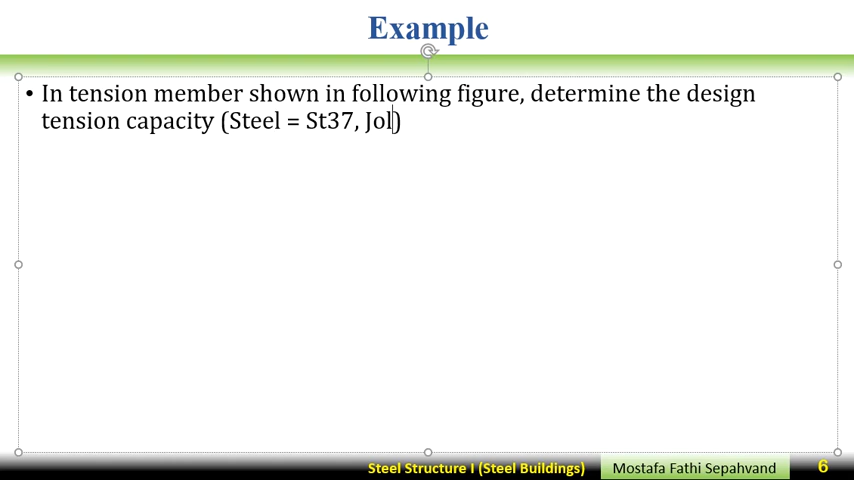 Example
• In tension member shown in following figure, determine the design
tension capacity (Steel = St37, Jol)
Steel Structure I (Steel Buildings)
Mostafa Fathi Sepahvand
6